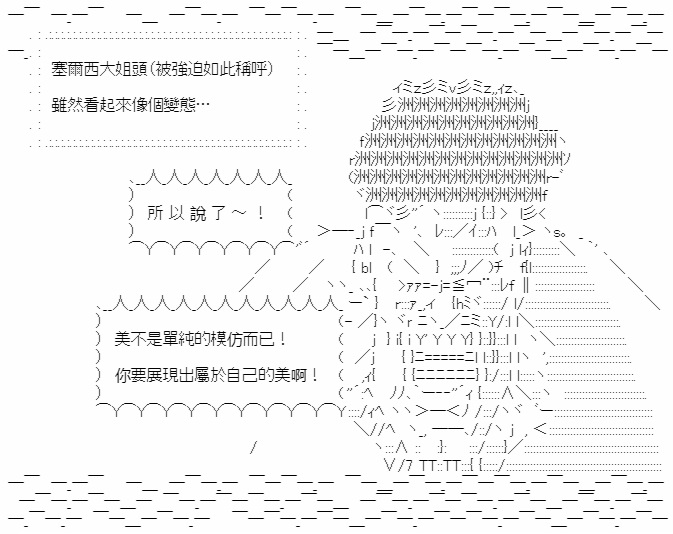 塞爾西大姐頭(被強迫如此稱呼)
雖然看起來像個變態…
所以說了～！
美不是單純的模仿而已！
你要展現出屬於自己的美啊！